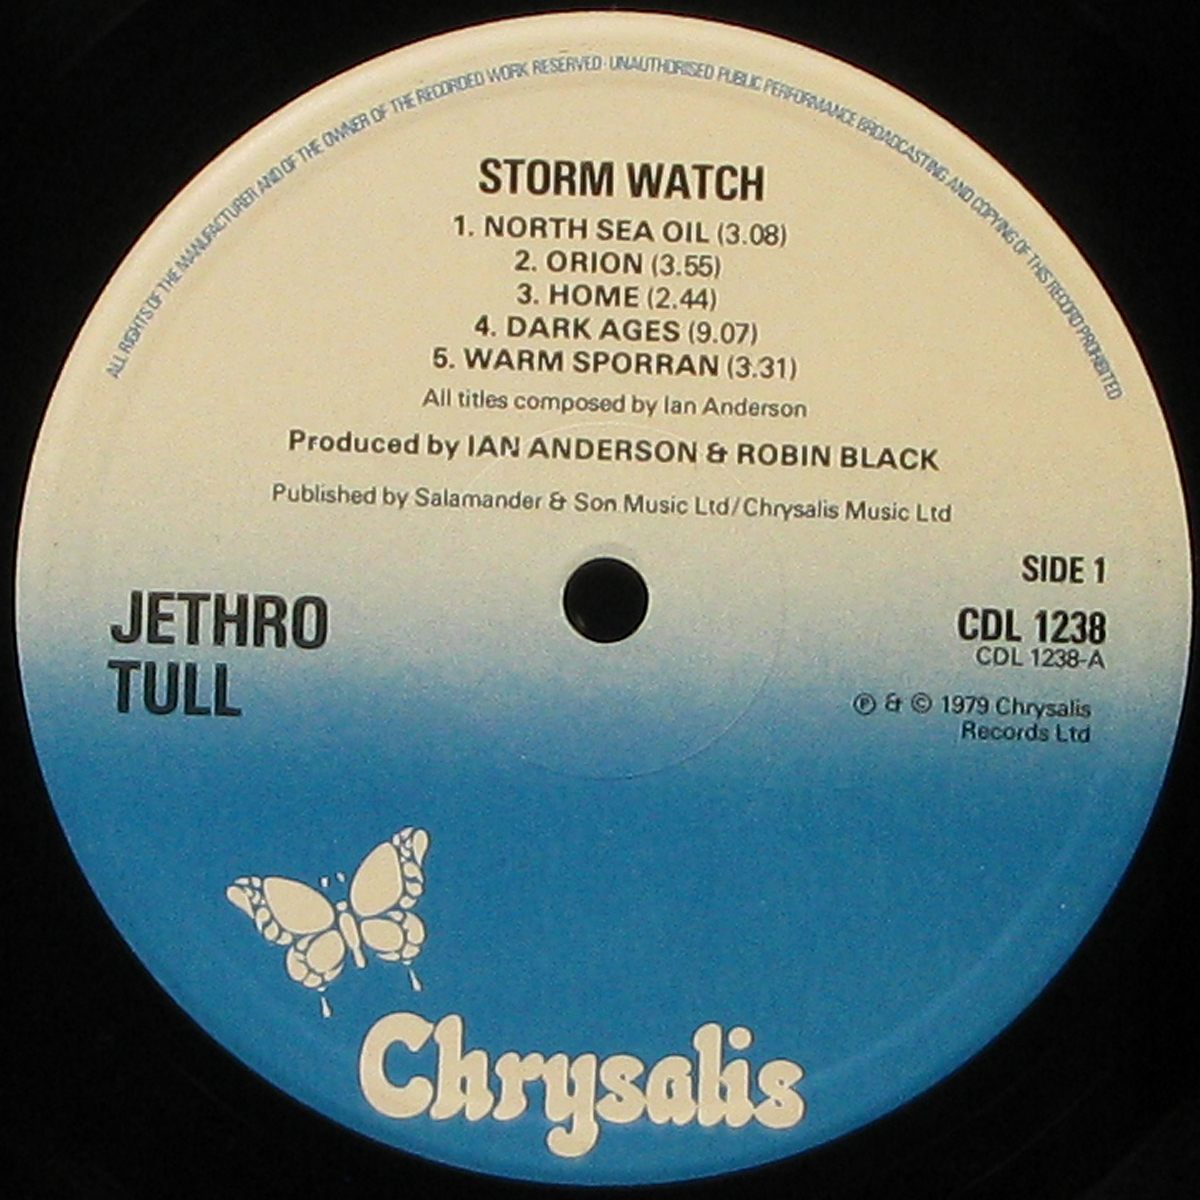 ALL RIGHTS OF THE MANUFACTURER AND OF THE OWNER OF THE RECORDED WORK RESERVED · UNAUTHORISED PUBLIC PERFORMANCE BROADCASTING AND COPYING OF THIS RECORD PROHIBITED
STORM WATCH
1. NORTH SEA OIL (3.08)
2. ORION (3.55)
3. HOME (2.44)
4. DARK AGES (9.07)
5. WARM SPORRAN (3.31)
All titles composed by Ian Anderson
Produced by IAN ANDERSON & ROBIN BLACK
Published by Salamander & Son Music Ltd/Chrysalis Music Ltd
JETHRO
TULL
SIDE 1
CDL 1238
CDL 1238-A
℗ & © 1979 Chrysalis
Records Ltd
Chrysalis